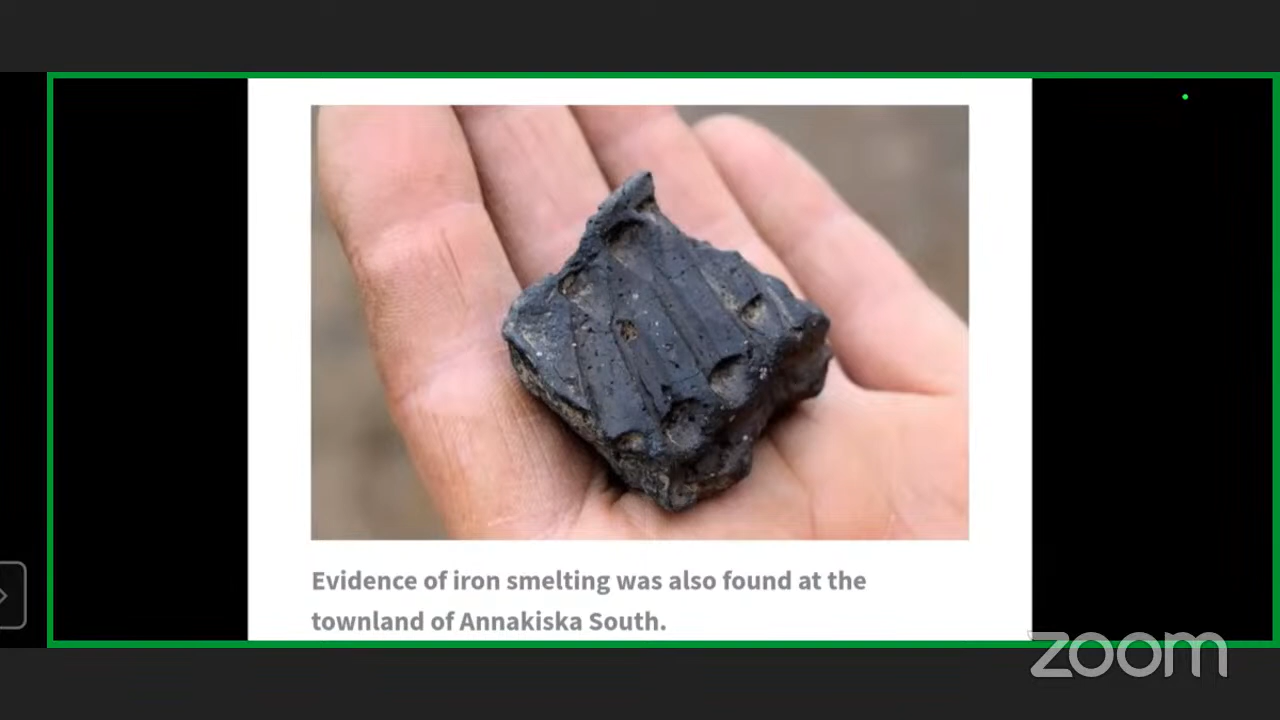 Evidence of iron smelting was also found at the
townland of Annakiska South.
zoom